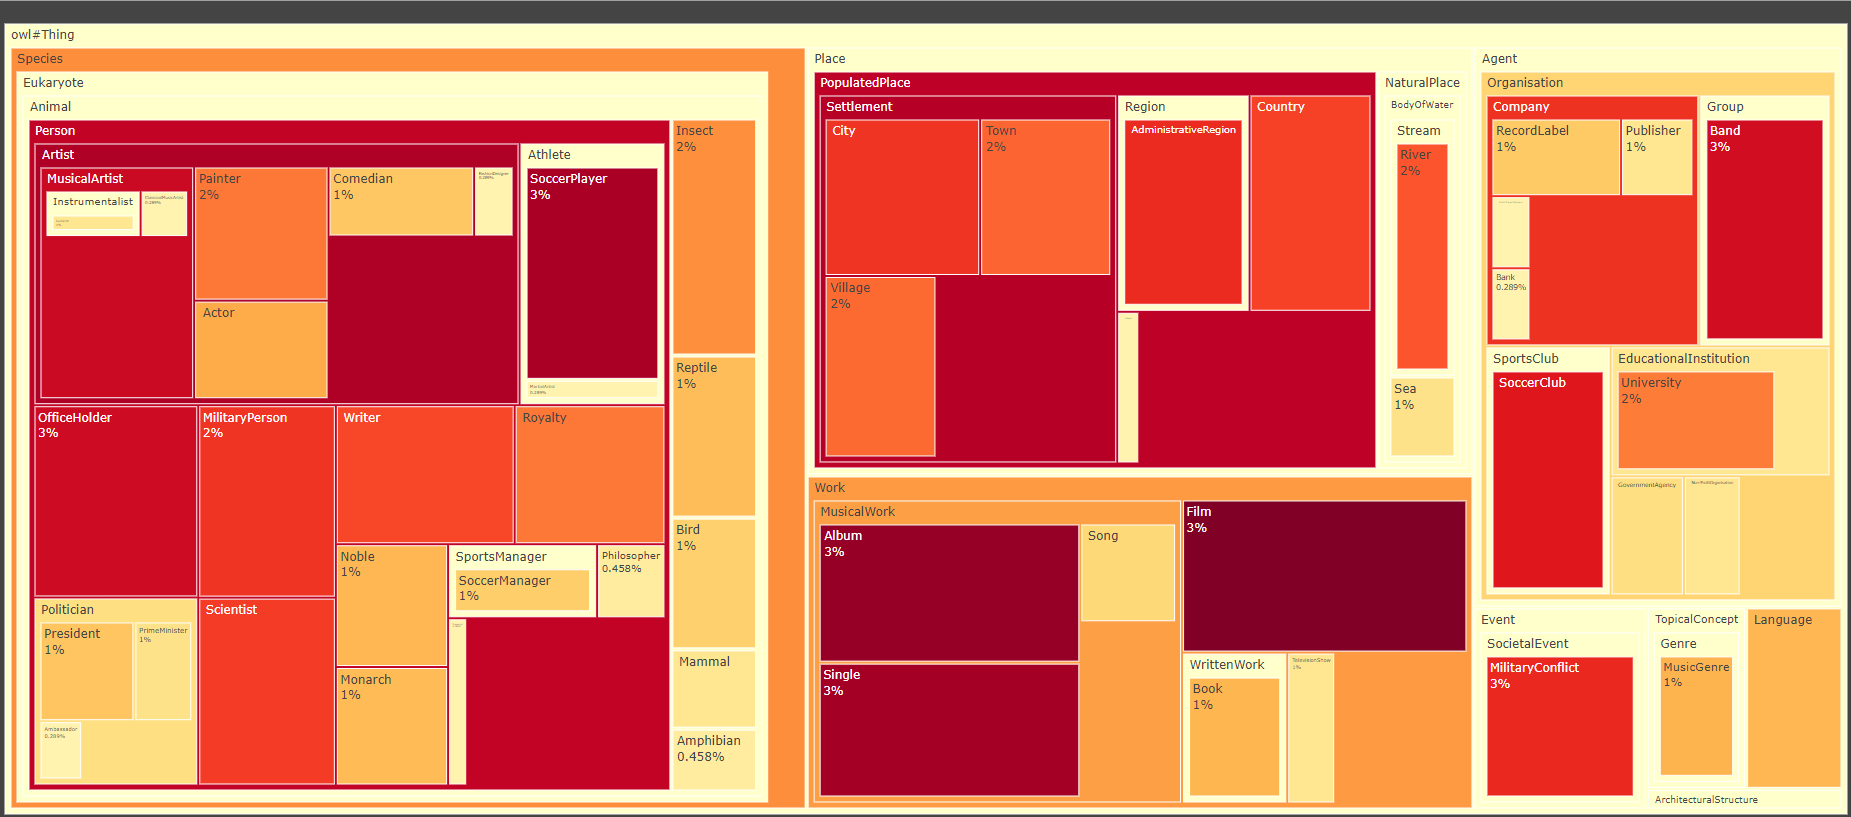 owl#Thing
Species
Eukaryote
Animal
Person
Artist
MusicalArtist
Instrumentalist
ClassicalMusicArtist
0.289%
Painter
2%
Actor
Comedian
1%
FashionDesigner
0.289%
Athlete
SoccerPlayer
3%
MartialArtist
0.289%
OfficeHolder
3%
MilitaryPerson
2%
Writer
Royalty
Politician
President
1%
PrimeMinister
1%
Ambassador
0.289%
Scientist
Noble
1%
Monarch
1%
SportsManager
SoccerManager
1%
Philosopher
0.458%
Insect
2%
Reptile
1%
Bird
1%
Mammal
Amphibian
0.458%
Place
PopulatedPlace
Settlement
City
Town
2%
Village
2%
Region
AdministrativeRegion
Country
NaturalPlace
BodyOfWater
Stream
River
2%
Sea
1%
Work
MusicalWork
Album
3%
Single
3%
Song
Film
3%
WrittenWork
Book
1%
TelevisionShow
1%
Agent
Organisation
Company
RecordLabel
1%
Publisher
1%
Bank
0.289%
Group
Band
3%
SportsClub
SoccerClub
EducationalInstitution
University
2%
GovernmentAgency
Non-ProfitOrganisation
Event
SocietalEvent
MilitaryConflict
3%
TopicalConcept
Genre
MusicGenre
1%
Language
ArchitecturalStructure